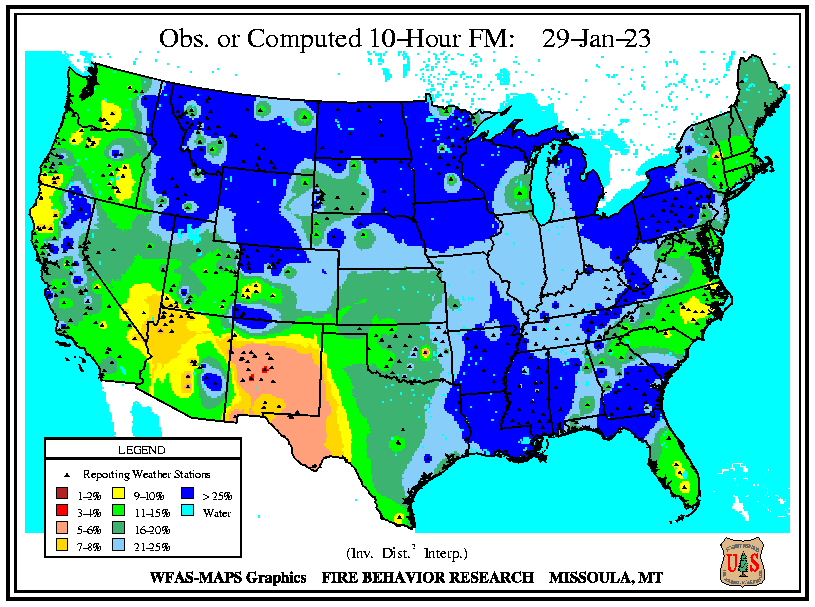 Obs. or Computed 10-Hour FM: 29-Jan-23
LEGEND
Reporting Weather Stations
1-2% 9-10% > 25%
3-4% 11-15% Water
5-6% 16-20%
7-8% 21-25%
(Inv. Dist.² Interp.)
WFAS-MAPS Graphics FIRE BEHAVIOR RESEARCH MISSOULA, MT
U S